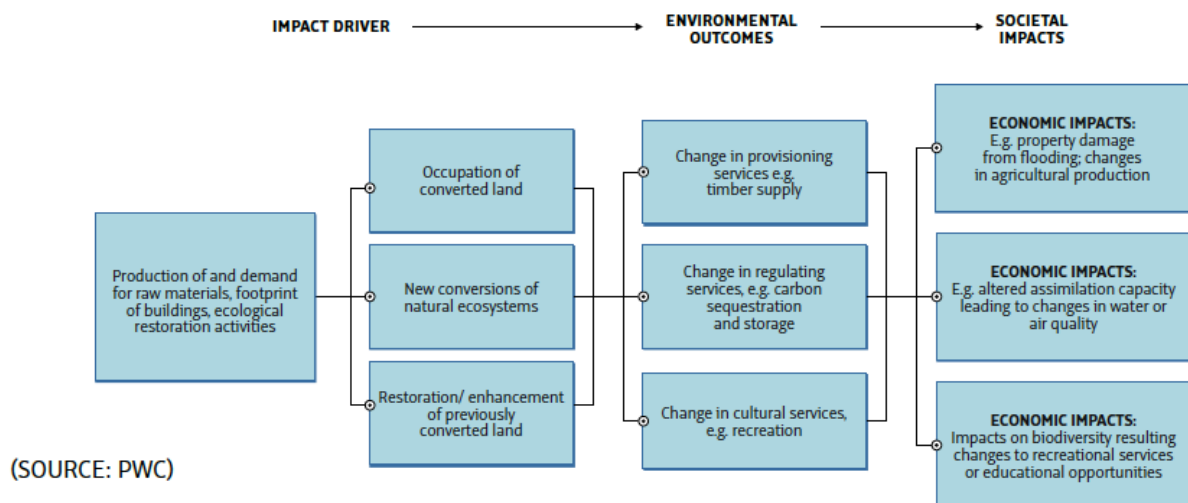 IMPACT DRIVER
ENVIRONMENTAL
OUTCOMES
SOCIETAL
IMPACTS
Production of and demand
for raw materials, footprint
of buildings, ecological
restoration activities
Occupation of
converted land
New conversions of
natural ecosystems
Restoration/ enhancement
of previously
converted land
Change in provisioning
services e.g.
timber supply
Change in regulating
services, e.g. carbon
sequestration
and storage
Change in cultural services,
e.g. recreation
ECONOMIC IMPACTS:
E.g. property damage
from flooding; changes
in agricultural production
ECONOMIC IMPACTS:
E.g. altered assimilation capacity
leading to changes in water or
air quality
ECONOMIC IMPACTS:
Impacts on biodiversity resulting
changes to recreational services
or educational opportunities
(SOURCE: PWC)